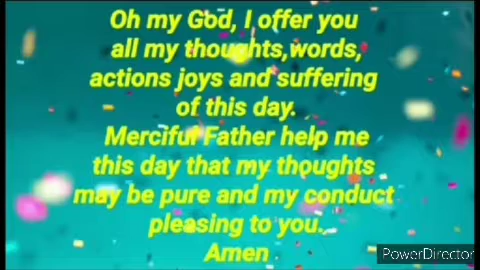 Oh my God, I offer you
all my thoughts,words,
actions joys and suffering
of this day.
Merciful Father help me
this day that my thoughts
may be pure and my conduct
pleasing to you.
Amen
PowerDirector